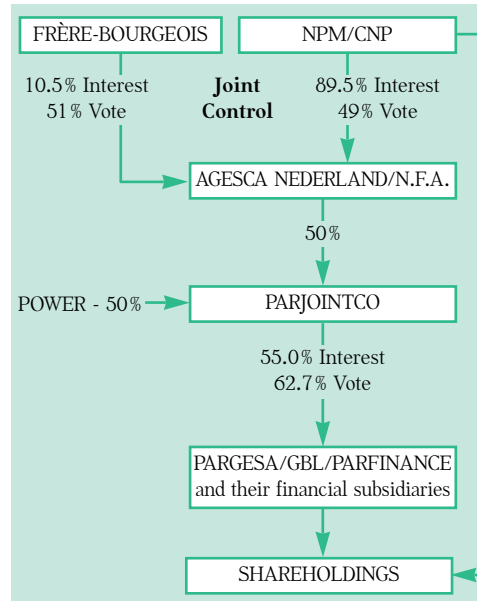 FRÈRE-BOURGEOIS
NPM/CNP
10.5% Interest
51% Vote
Joint
Control
89.5% Interest
49% Vote
AGESCA NEDERLAND/N.F.A.
50%
POWER - 50%
PARJOINTCO
55.0% Interest
62.7% Vote
PARGESA/GBL/PARFINANCE
and their financial subsidiaries
SHAREHOLDINGS